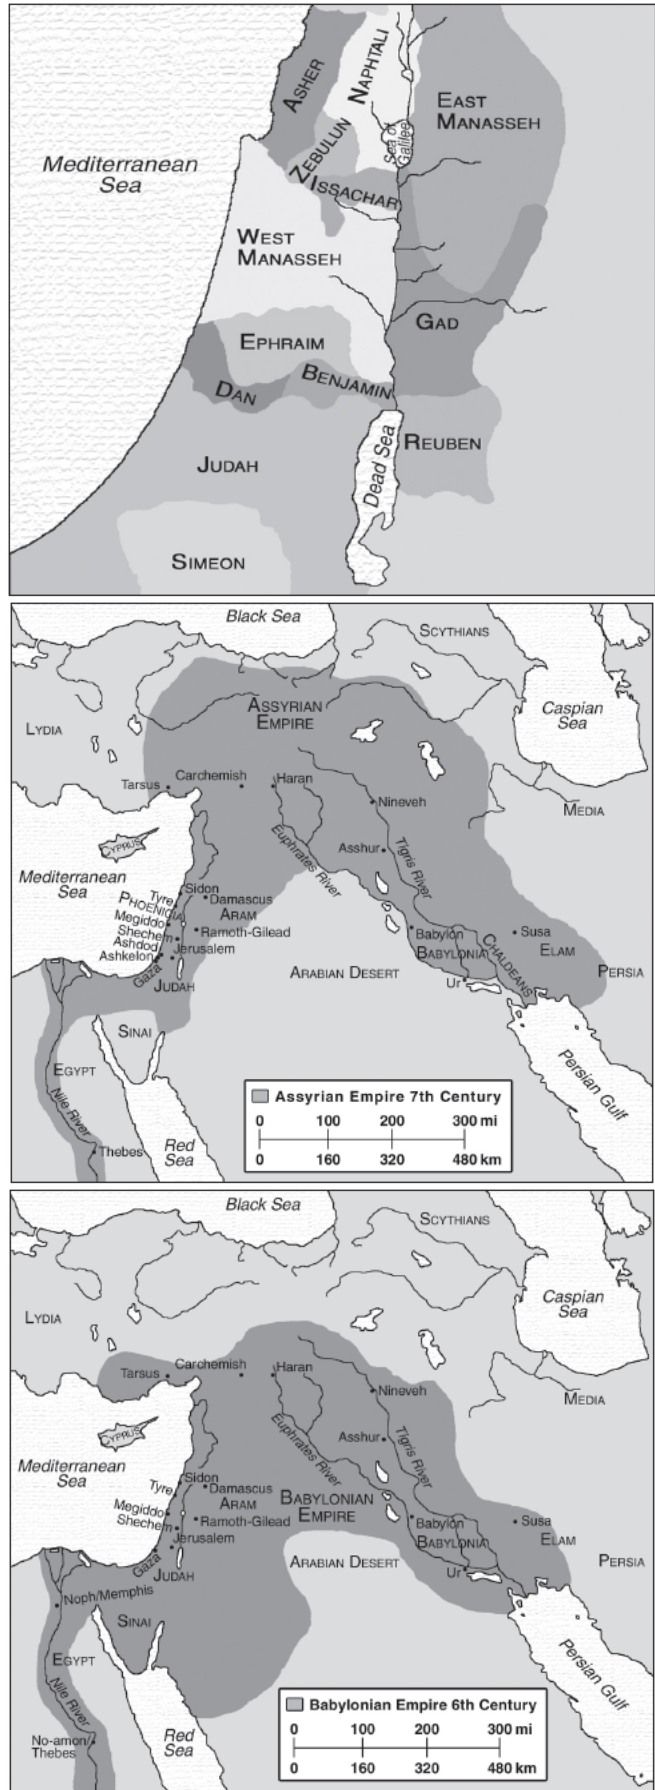 ASHER
NAPHTALI
EAST
MANASSEH
Sea of
Galilee
ZEBULUN
ISSACHAR
Mediterranean
Sea
WEST
MANASSEH
GAD
EPHRAIM
BENJAMIN
DAN
REUBEN
JUDAH
Dead Sea
SIMEON
Black Sea
SCYTHIANS
ASSYRIAN
EMPIRE
Caspian
Sea
LYDIA
Tarsus
Carchemish
Haran
Nineveh
MEDIA
CYPRUS
Euphrates River
Asshur
Tigris River
Mediterranean
Sea
Sidon
Tyre
Damascus
PHOENICIA
ARAM
Megiddo
Ramoth-Gilead
Shechem
Ashdod
Jerusalem
Ashkelon
Gaza
JUDAH
Babylon
BABYLONIA
CHALDEANS
Susa
ELAM
PERSIA
ARABIAN DESERT
Ur
SINAI
EGYPT
Nile River
Persian Gulf
Thebes
Red
Sea
Assyrian Empire 7th Century
0 100 200 300 mi
0 160 320 480 km
Black Sea
SCYTHIANS
Caspian
Sea
LYDIA
Tarsus
Carchemish
Haran
Nineveh
MEDIA
CYPRUS
Euphrates River
Asshur
Tigris River
Mediterranean
Sea
Sidon
Tyre
Damascus
ARAM
BABYLONIAN
EMPIRE
Megiddo
Ramoth-Gilead
Shechem
Jerusalem
Gaza
JUDAH
Babylon
BABYLONIA
Susa
ELAM
PERSIA
ARABIAN DESERT
Ur
Noph/Memphis
SINAI
EGYPT
Nile River
Persian Gulf
No-amon/
Thebes
Red
Sea
Babylonian Empire 6th Century
0 100 200 300 mi
0 160 320 480 km